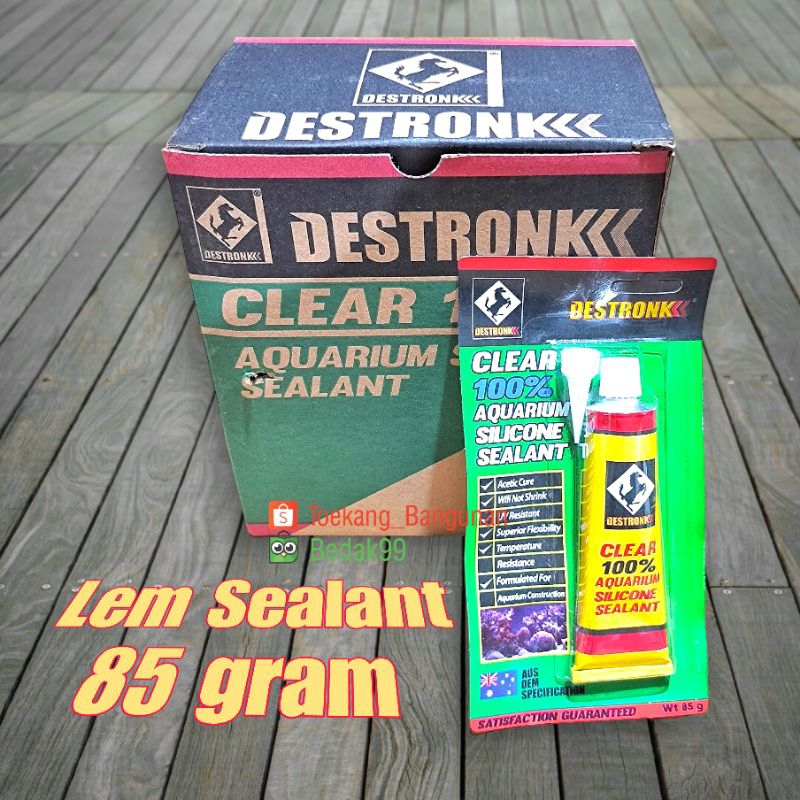 DESTRONK
DESTRONK
DESTRONK
DESTRONK
CLEAR 1
AQUARIUM S
SEALANT
DESTRONK
DESTRONK
CLEAR
100%
AQUARIUM
SILICONE
SEALANT
Acetic Cure
Will Not Shrink
UV Resistant
Superior Flexibility
Temperature
Resistance
Formulated For
Aquarium Construction
AUS
OEM
SPECIFICATION
SATISFACTION GUARANTEED
Wt 85 g
DESTRONK
CLEAR
100%
AQUARIUM
SILICONE
SEALANT
Toekang_Bangunan
Bedak99
Lem Sealant
85 gram